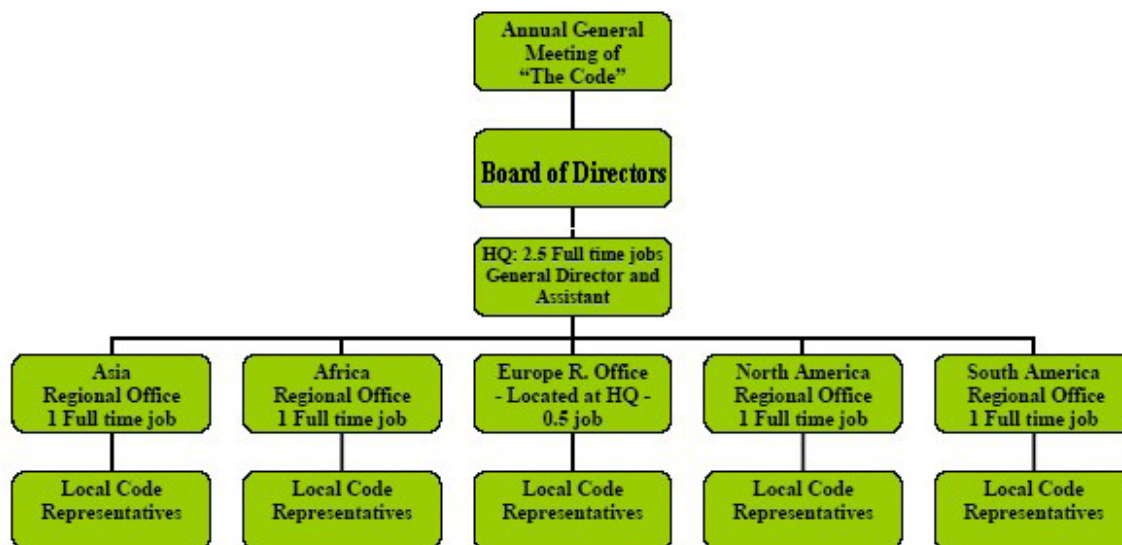 Annual General
Meeting of
“The Code”
Board of Directors
HQ: 2.5 Full time jobs
General Director and
Assistant
Asia
Regional Office
1 Full time job
Africa
Regional Office
1 Full time job
Europe R. Office
- Located at HQ -
0.5 job
North America
Regional Office
1 Full time job
South America
Regional Office
1 Full time job
Local Code
Representatives
Local Code
Representatives
Local Code
Representatives
Local Code
Representatives
Local Code
Representatives